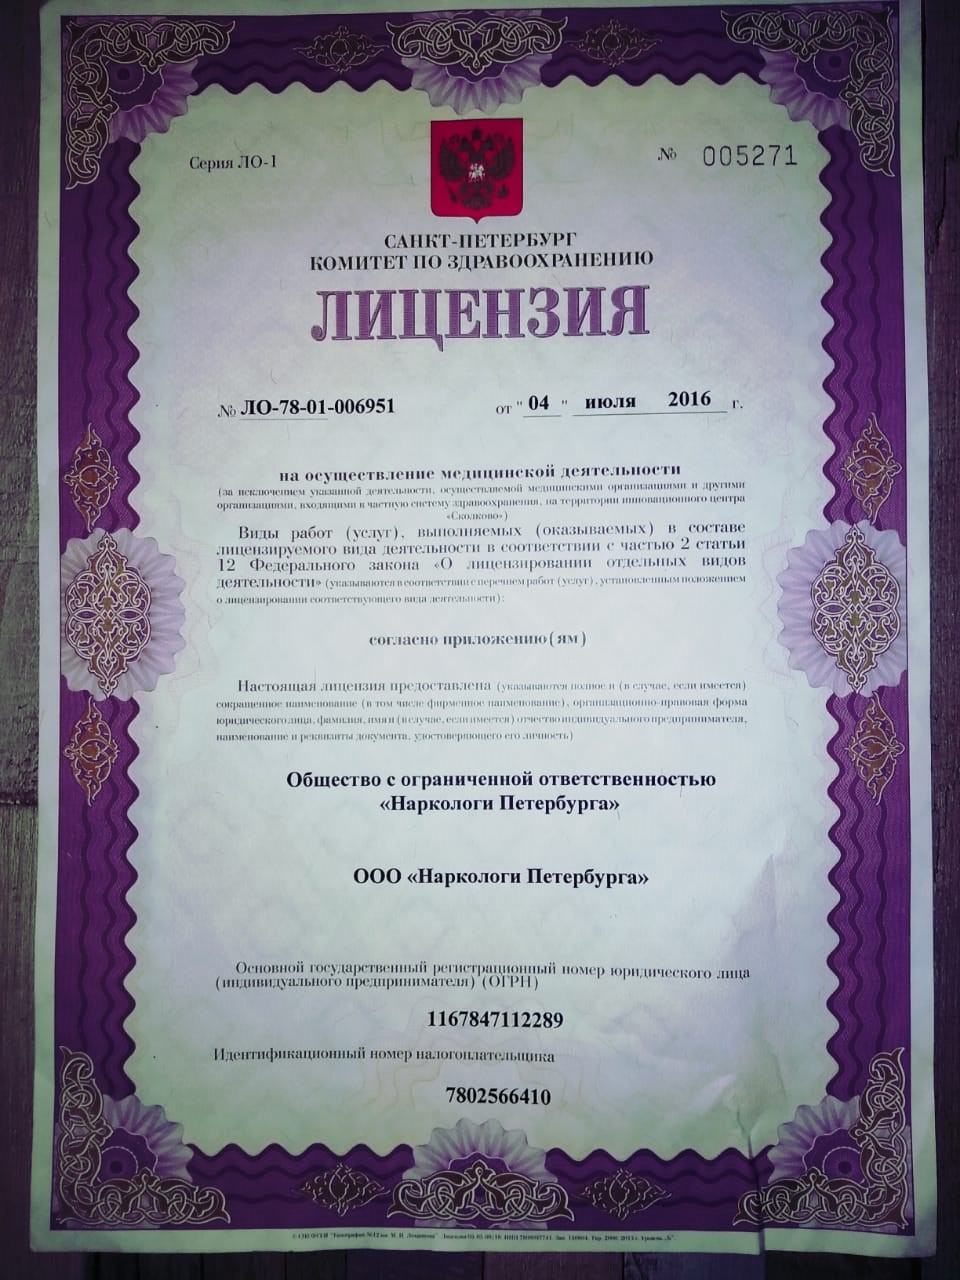 Серия ЛО-1
№ 005271
САНКТ-ПЕТЕРБУРГ
КОМИТЕТ ПО ЗДРАВООХРАНЕНИЮ
ЛИЦЕНЗИЯ
№ ЛО-78-01-006951 от "04" июля 2016 г.
на осуществление медицинской деятельности
(за исключением указанной деятельности, осуществляемой медицинскими организациями и другими
организациями, входящими в частную систему здравоохранения, на территории инновационного центра
«Сколково»)
Виды работ (услуг), выполняемых (оказываемых) в составе
лицензируемого вида деятельности в соответствии с частью 2 статьи
12 Федерального закона «О лицензировании отдельных видов
деятельности» (указываются в соответствии с перечнем работ (услуг), установленным положением
о лицензировании соответствующего вида деятельности):
согласно приложению(ям)
Настоящая лицензия предоставлена (указываются полное и (в случае, если имеется)
сокращенное наименование (в том числе фирменное наименование), организационно-правовая форма
юридического лица, фамилия, имя и (в случае, если имеется) отчество индивидуального предпринимателя,
наименование и реквизиты документа, удостоверяющего его личность)
Общество с ограниченной ответственностью
«Наркологи Петербурга»
ООО «Наркологи Петербурга»
Основной государственный регистрационный номер юридического лица
(индивидуального предпринимателя) (ОГРН)
1167847112289
Идентификационный номер налогоплательщика
7802566410